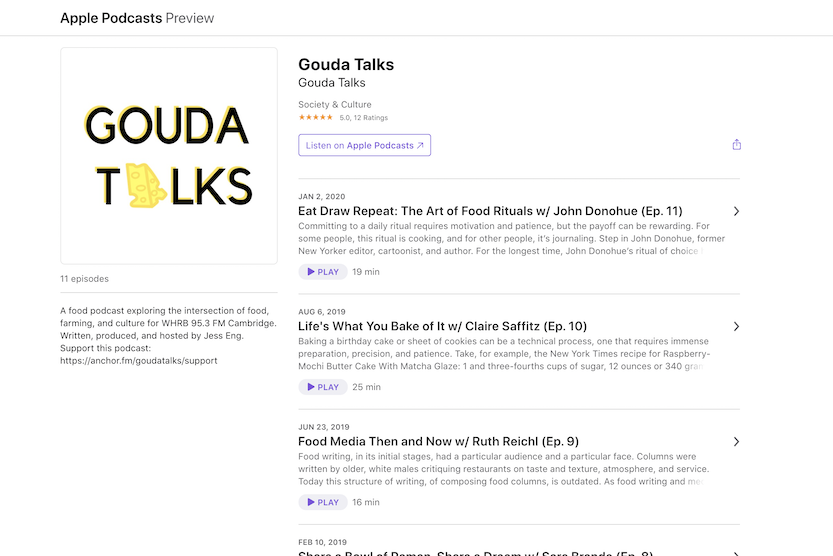 Apple Podcasts Preview
GOUDA
T LKS
11 episodes
A food podcast exploring the intersection of food,
farming, and culture for WHRB 95.3 FM Cambridge.
Written, produced, and hosted by Jess Eng.
Support this podcast:
https://anchor.fm/goudatalks/support
Gouda Talks
Gouda Talks
Society & Culture
★★★★★ 5.0, 12 Ratings
Listen on Apple Podcasts ↗
JAN 2, 2020
Eat Draw Repeat: The Art of Food Rituals w/ John Donohue (Ep. 11)
Committing to a daily ritual requires motivation and patience, but the payoff can be rewarding. For
some people, this ritual is cooking, and for other people, it's journaling. Step in John Donohue, former
New Yorker editor, cartoonist, and author. For the longest time, John Donohue's ritual of choice
PLAY 19 min
AUG 6, 2019
Life's What You Bake of It w/ Claire Saffitz (Ep. 10)
Baking a birthday cake or sheet of cookies can be a technical process, one that requires immense
preparation, precision, and patience. Take, for example, the New York Times recipe for Raspberry-
Mochi Butter Cake With Matcha Glaze: 1 and three-fourths cups of sugar, 12 ounces or 340 gran
PLAY 25 min
JUN 23, 2019
Food Media Then and Now w/ Ruth Reichl (Ep. 9)
Food writing, in its initial stages, had a particular audience and a particular face. Columns were
written by older, white males critiquing restaurants on taste and texture, atmosphere, and service.
Today this structure of writing, of composing food columns, is outdated. As food writing and
PLAY 16 min
FEB 10, 2019
Share a Bowl of Ramen, Share a Dream w/ Sara Brande (Ep. 8)